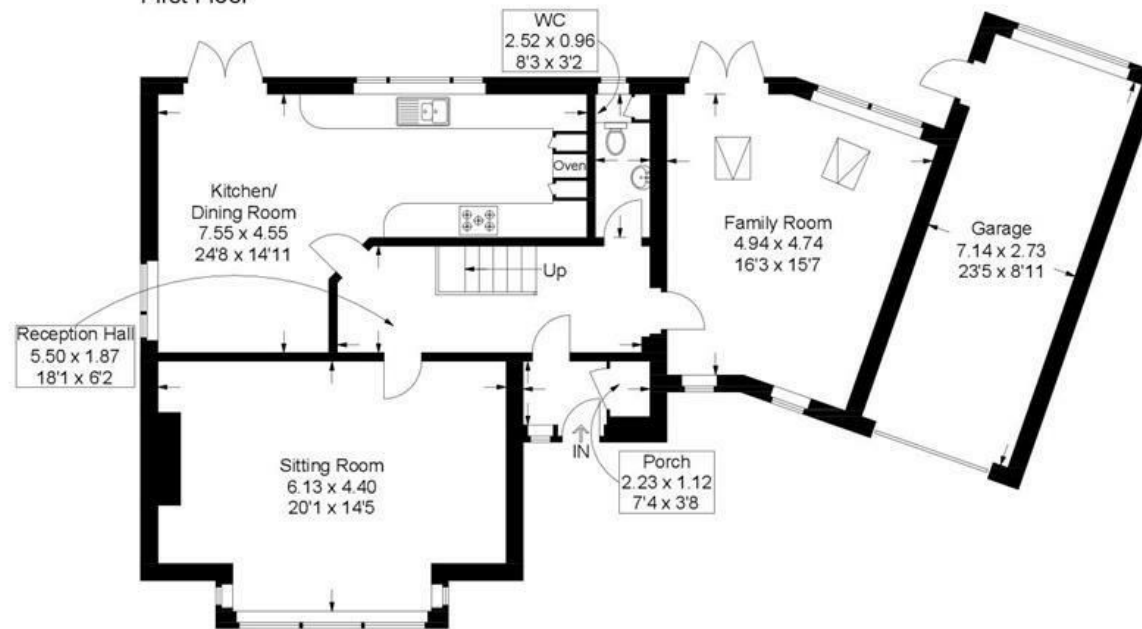 First Floor
WC
2.52 x 0.96
8'3 x 3'2
Oven
Kitchen/
Dining Room
7.55 x 4.55
24'8 x 14'11
Family Room
4.94 x 4.74
16'3 x 15'7
Garage
7.14 x 2.73
23'5 x 8'11
Up
Reception Hall
5.50 x 1.87
18'1 x 6'2
IN
Sitting Room
6.13 x 4.40
20'1 x 14'5
Porch
2.23 x 1.12
7'4 x 3'8